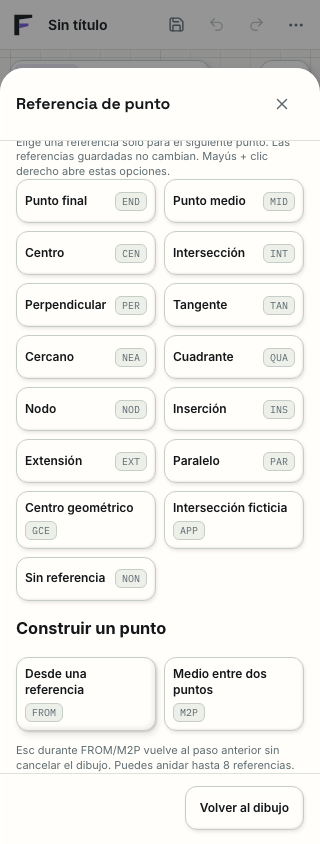 Sin título
Referencia de punto
Elige una referencia solo para el siguiente punto. Las
referencias guardadas no cambian. Mayús + clic
derecho abre estas opciones.
Punto final END
Punto medio MID
Centro CEN
Intersección INT
Perpendicular PER
Tangente TAN
Cercano NEA
Cuadrante QUA
Nodo NOD
Inserción INS
Extensión EXT
Paralelo PAR
Centro geométrico
GCE
Intersección ficticia
APP
Sin referencia NON
Construir un punto
Desde una
referencia
FROM
Medio entre dos
puntos
M2P
Esc durante FROM/M2P vuelve al paso anterior sin
cancelar el dibujo. Puedes anidar hasta 8 referencias.
Volver al dibujo